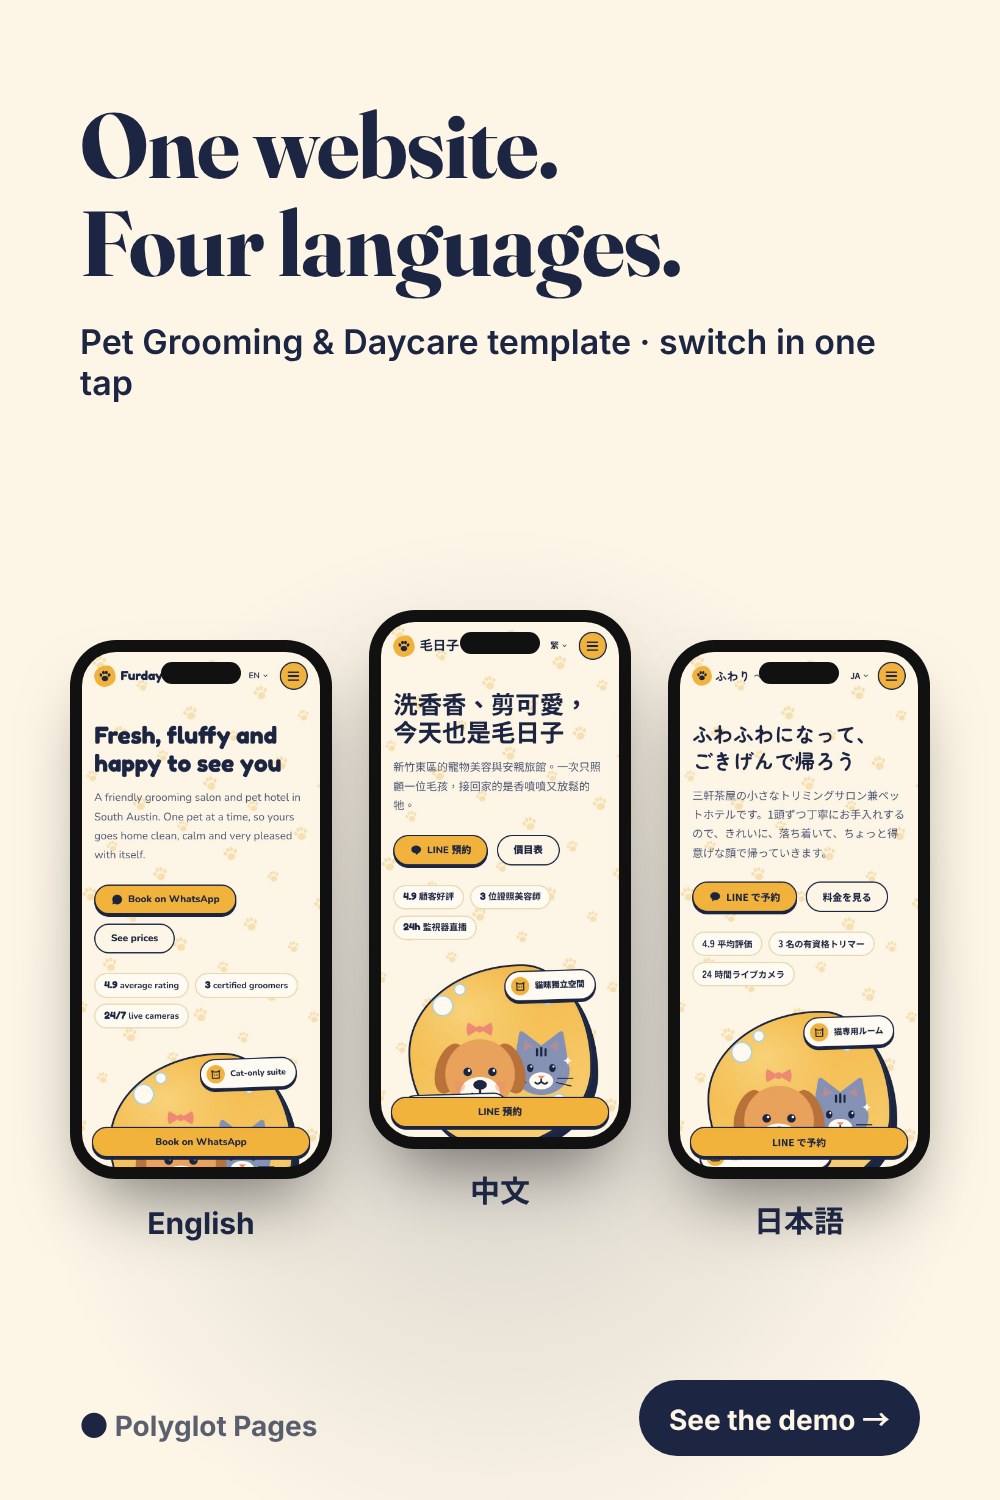 One website.
Four languages.
Pet Grooming & Daycare template · switch in one
tap
Furday
EN
Fresh, fluffy and
happy to see you
A friendly grooming salon and pet hotel in
South Austin. One pet at a time, so yours
goes home clean, calm and very pleased
with itself.
Book on WhatsApp
See prices
4.9 average rating
3 certified groomers
24/7 live cameras
Cat-only suite
Book on WhatsApp
English
毛日子
繁
洗香香、剪可愛，
今天也是毛日子
新竹東區的寵物美容與安親旅館。一次只照
顧一位毛孩，接回家的是香噴噴又放鬆的
牠。
LINE 預約
價目表
4.9 顧客好評
3 位證照美容師
24h 監視器直播
貓咪獨立空間
LINE 預約
中文
ふわり
JA
ふわふわになって、
ごきげんで帰ろう
三軒茶屋の小さなトリミングサロン兼ペッ
トホテルです。1頭ずつ丁寧にお手入れする
ので、きれいに、落ち着いて、ちょっと得
意げな顔で帰っていきます。
LINE で予約
料金を見る
4.9 平均評価
3 名の有資格トリマー
24 時間ライブカメラ
猫専用ルーム
LINE で予約
日本語
Polyglot Pages
See the demo →